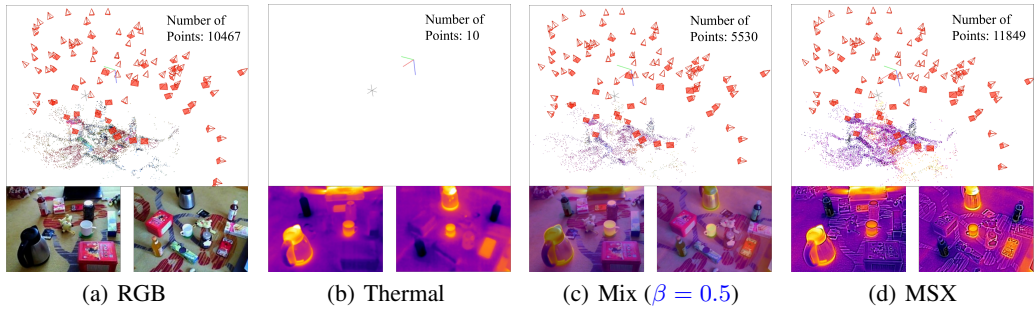 Number of
Points: 10467
Number of
Points: 10
Number of
Points: 5530
Number of
Points: 11849
(a) RGB
(b) Thermal
(c) Mix (β = 0.5)
(d) MSX